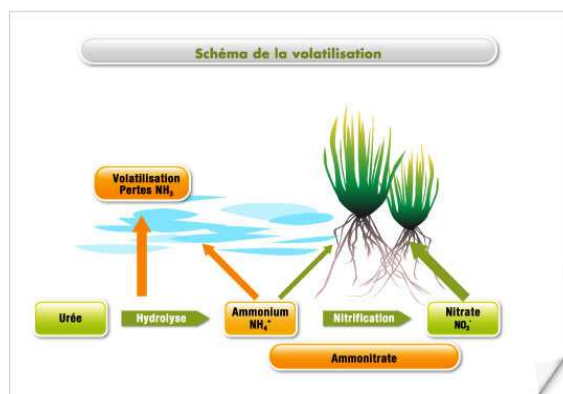 Schéma de la volatilisation
Volatilisation
Pertes NH₃
Urée
Hydrolyse
Ammonium
NH₄⁺
Nitrification
Nitrate
NO₃⁻
Ammonitrate